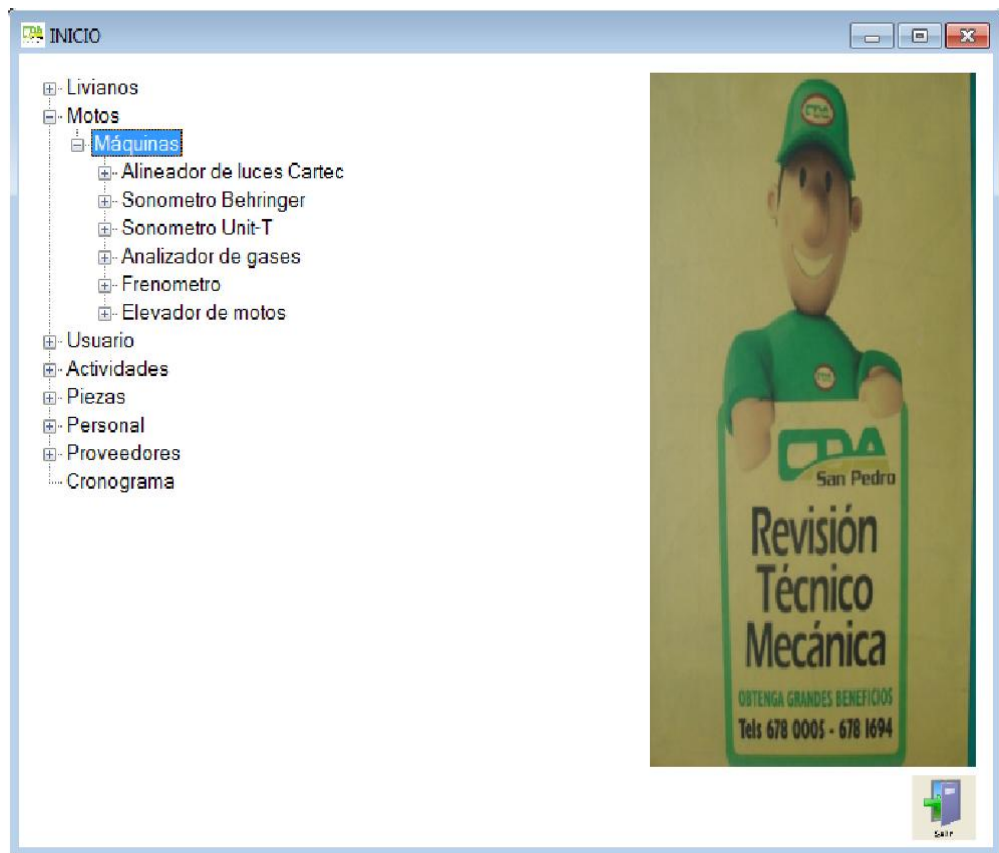 INICIO
Livianos
Motos
Máquinas
Alineador de luces Cartec
Sonometro Behringer
Sonometro Unit-T
Analizador de gases
Frenometro
Elevador de motos
Usuario
Actividades
Piezas
Personal
Proveedores
Cronograma
CDA
CDA
San Pedro
Revisión
Técnico
Mecánica
OBTENGA GRANDES BENEFICIOS
Tels 678 0005 - 678 1694
Salir